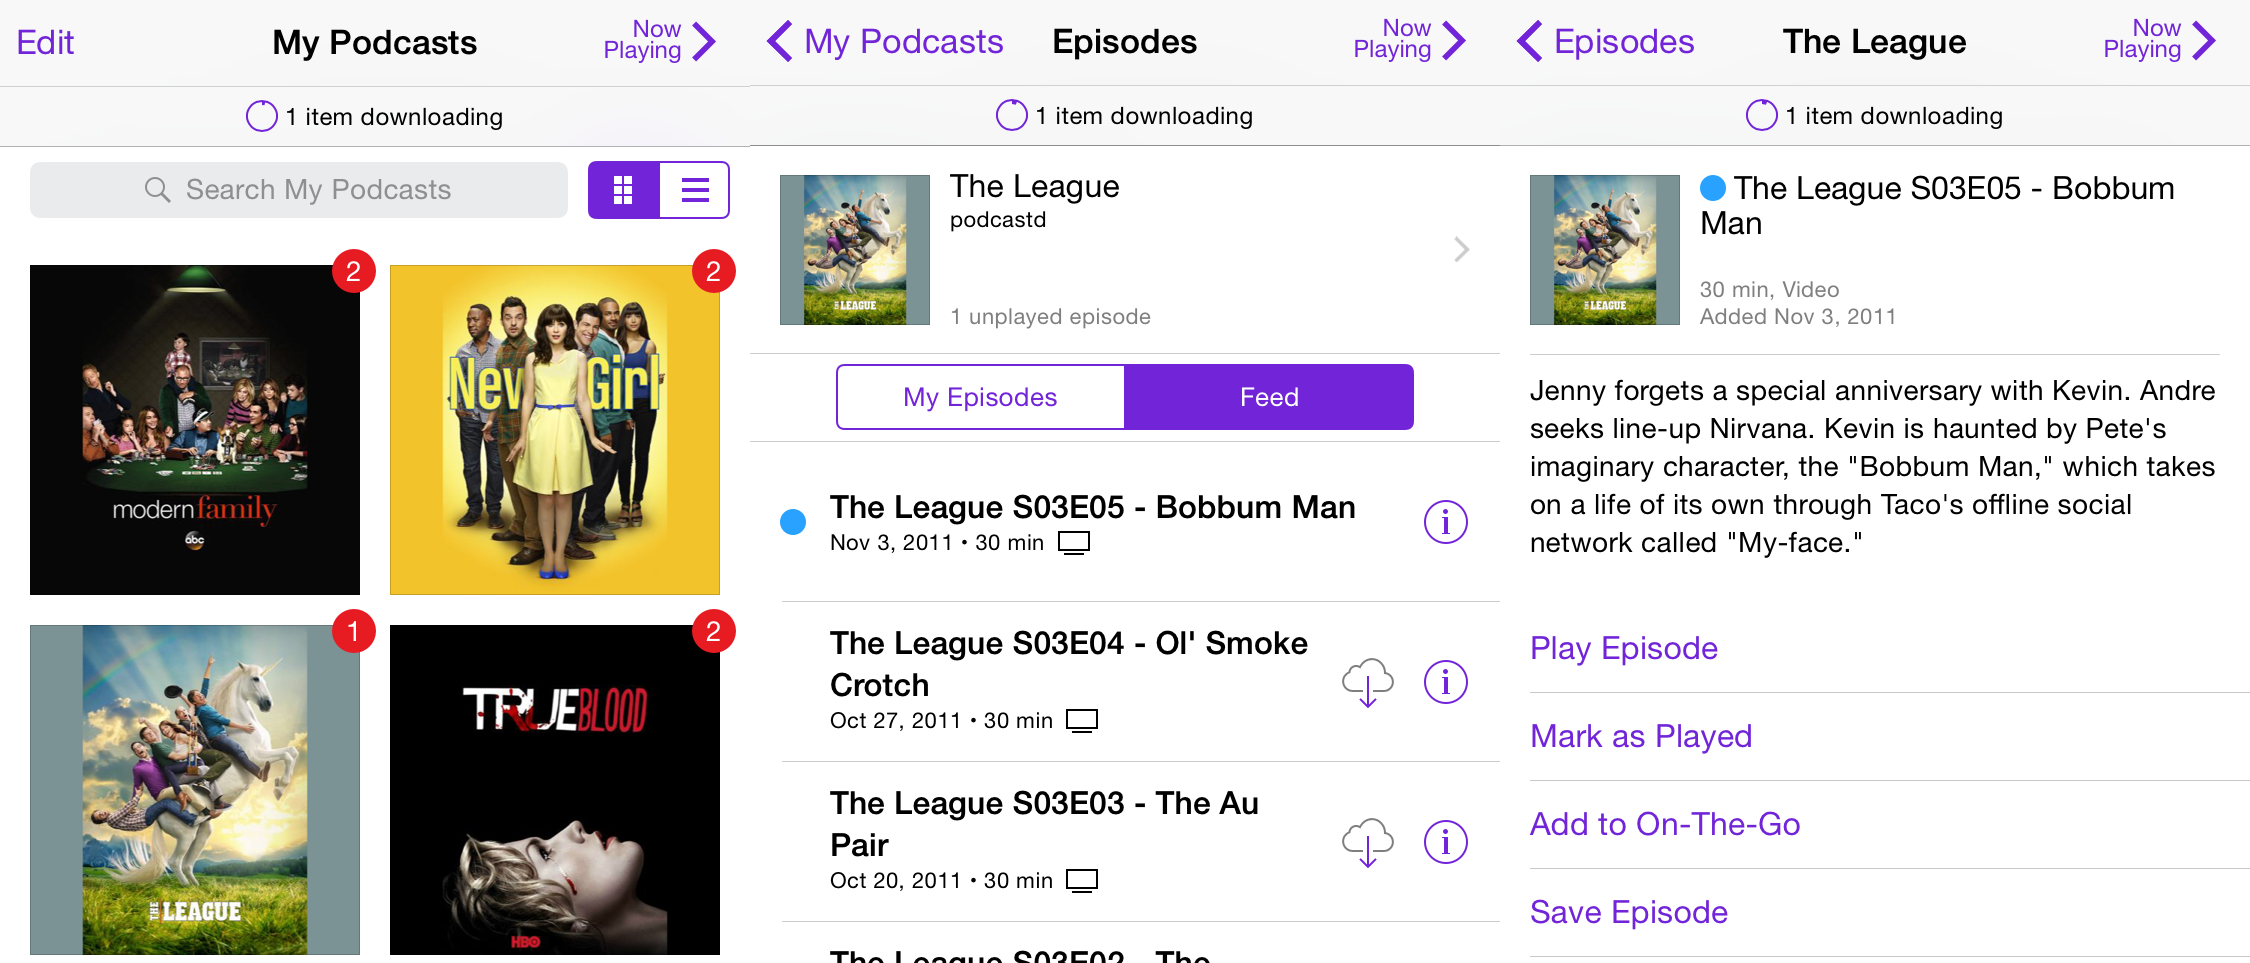 Edit
My Podcasts
Now
Playing
1 item downloading
Search My Podcasts
2
2
modern family
abc
New Girl
1
2
THE LEAGUE
TRUEBLOOD
HBO
My Podcasts
Episodes
Now
Playing
1 item downloading
The League
podcastd
1 unplayed episode
THE LEAGUE
My Episodes
Feed
The League S03E05 - Bobbum Man
Nov 3, 2011 • 30 min
The League S03E04 - Ol' Smoke
Crotch
Oct 27, 2011 • 30 min
The League S03E03 - The Au
Pair
Oct 20, 2011 • 30 min
The League S03E02 - The
Episodes
The League
Now
Playing
1 item downloading
The League S03E05 - Bobbum
Man
30 min, Video
Added Nov 3, 2011
THE LEAGUE
Jenny forgets a special anniversary with Kevin. Andre
seeks line-up Nirvana. Kevin is haunted by Pete's
imaginary character, the "Bobbum Man," which takes
on a life of its own through Taco's offline social
network called "My-face."
Play Episode
Mark as Played
Add to On-The-Go
Save Episode